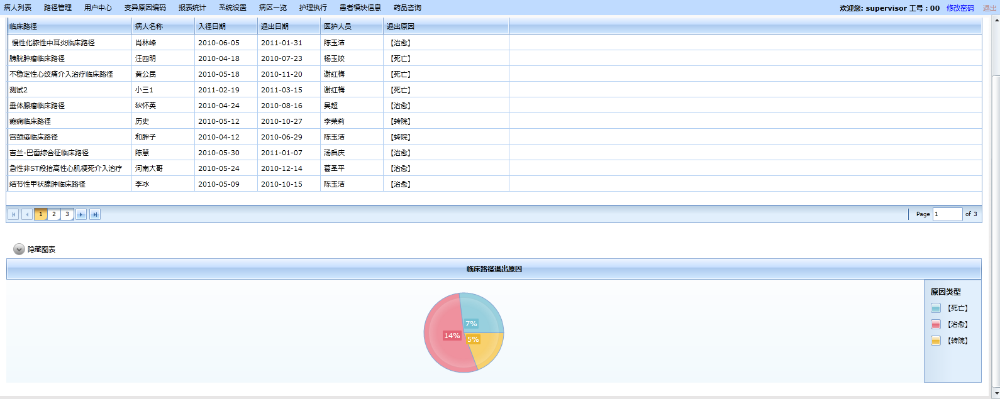 病人列表 路径管理 用户中心 变异原因编码 报表统计 系统设置 病区一览 护理执行 患者模块信息 药品咨询 欢迎您: supervisor 工号：00 修改密码 退出
临床路径 病人名称 入径日期 退出日期 医护人员 退出原因
慢性化脓性中耳炎临床路径 肖林峰 2010-06-05 2011-01-31 陈玉洁 【治愈】
膀胱肿瘤临床路径 汪四明 2010-04-18 2010-07-23 杨玉姣 【死亡】
不稳定性心绞痛介入治疗临床路径 黄公民 2010-05-18 2010-11-20 谢红梅 【死亡】
测试2 小三1 2011-02-19 2011-03-15 谢红梅 【死亡】
垂体腺瘤临床路径 狄怀英 2010-04-24 2010-08-16 吴超 【治愈】
癫痫临床路径 历史 2010-05-12 2010-10-27 李荣莉 【转院】
宫颈癌临床路径 和胖子 2010-04-12 2010-06-29 陈玉洁 【转院】
吉兰-巴雷综合征临床路径 陈慧 2010-05-30 2011-01-07 汤眉庆 【治愈】
急性非ST段抬高性心肌梗死介入治疗 河南大哥 2010-05-24 2010-12-14 葛圣平 【治愈】
结节性甲状腺肿临床路径 李冰 2010-05-09 2010-10-15 陈玉洁 【治愈】
1 2 3 Page 1 of 3
隐藏图表
临床路径退出原因
原因类型
【死亡】
【治愈】
【转院】
7%
14%
5%